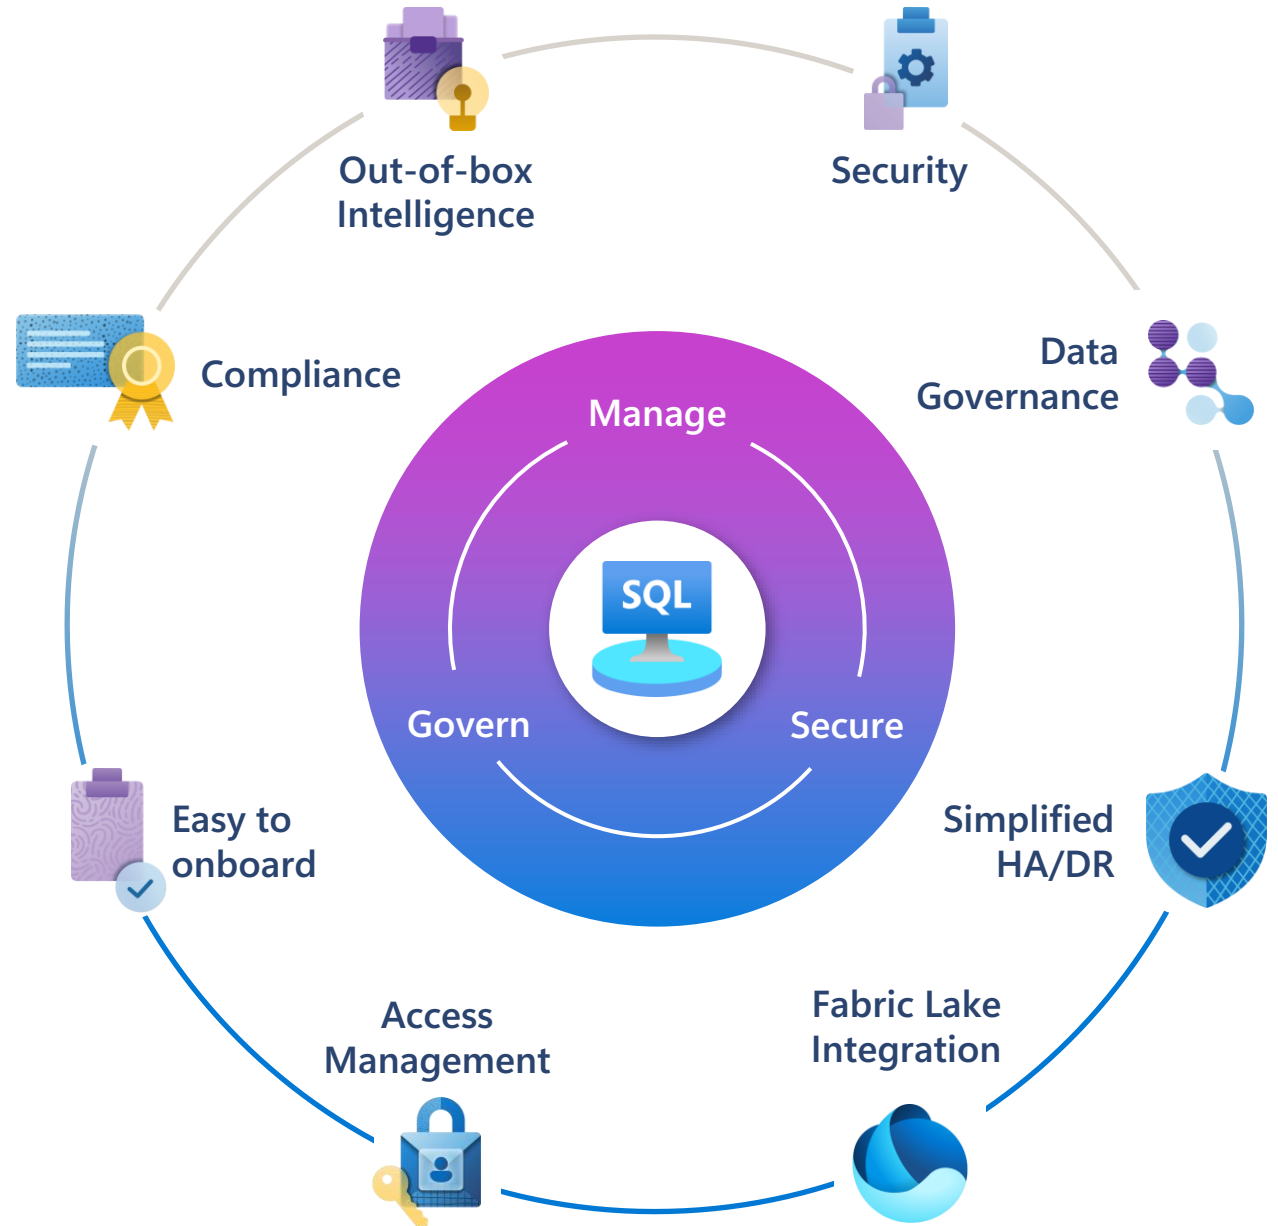 Out-of-box
Intelligence
Security
Compliance
Data
Governance
Manage
SQL
Govern
Secure
Easy to
onboard
Simplified
HA/DR
Access
Management
Fabric Lake
Integration